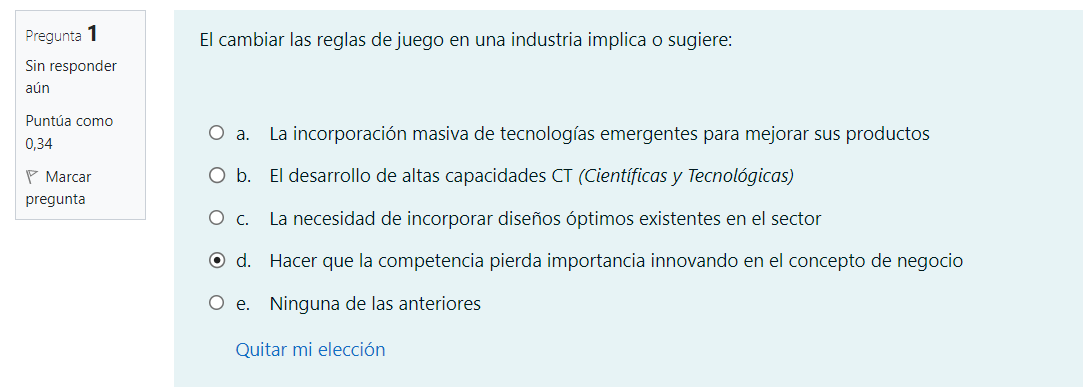 Pregunta 1
Sin responder
aún
Puntúa como
0,34
Marcar
pregunta
El cambiar las reglas de juego en una industria implica o sugiere:
a. La incorporación masiva de tecnologías emergentes para mejorar sus productos
b. El desarrollo de altas capacidades CT (Científicas y Tecnológicas)
c. La necesidad de incorporar diseños óptimos existentes en el sector
d. Hacer que la competencia pierda importancia innovando en el concepto de negocio
e. Ninguna de las anteriores
Quitar mi elección